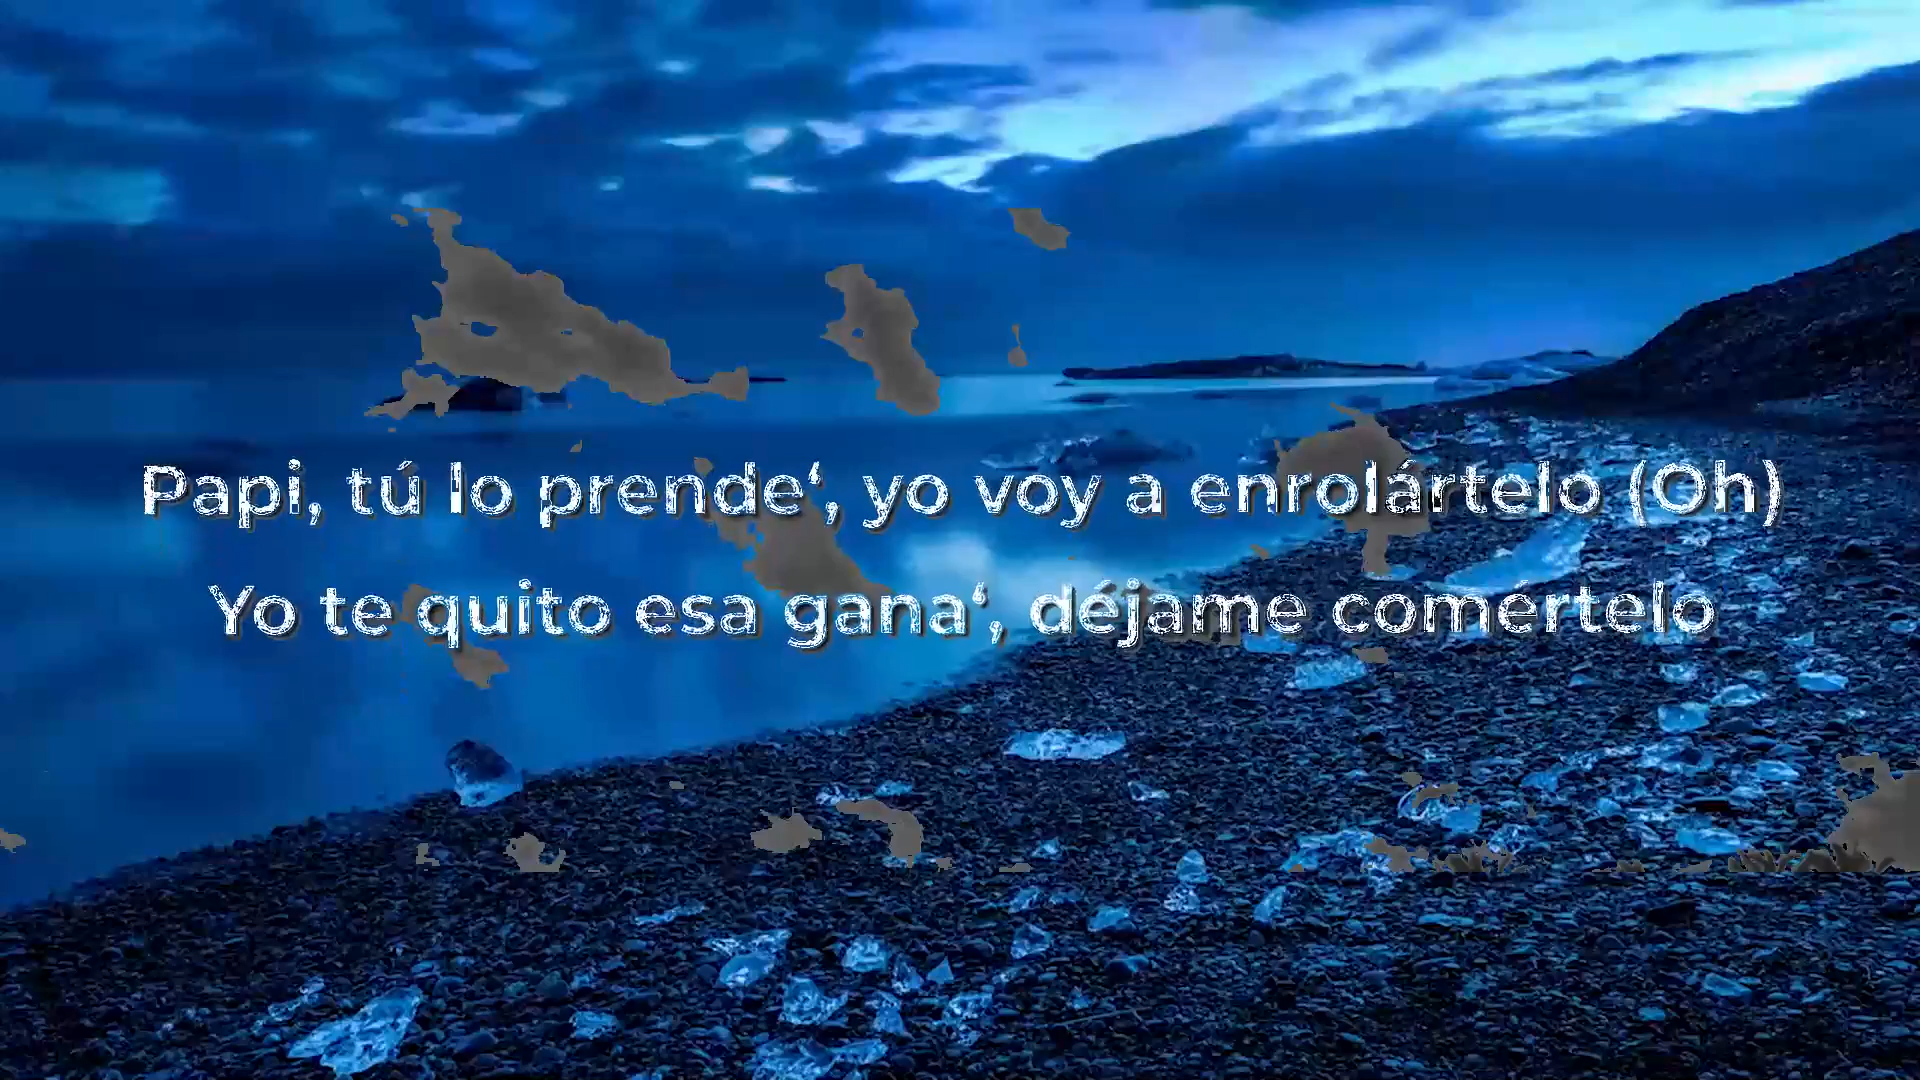 Papi, tú lo prende‘, yo voy a enrolártelo (Oh)
Yo te quito esa gana‘, déjame comértelo